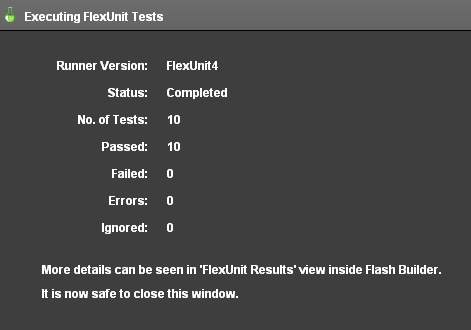 Executing FlexUnit Tests
Runner Version: FlexUnit4
Status: Completed
No. of Tests: 10
Passed: 10
Failed: 0
Errors: 0
Ignored: 0
More details can be seen in 'FlexUnit Results' view inside Flash Builder.
It is now safe to close this window.